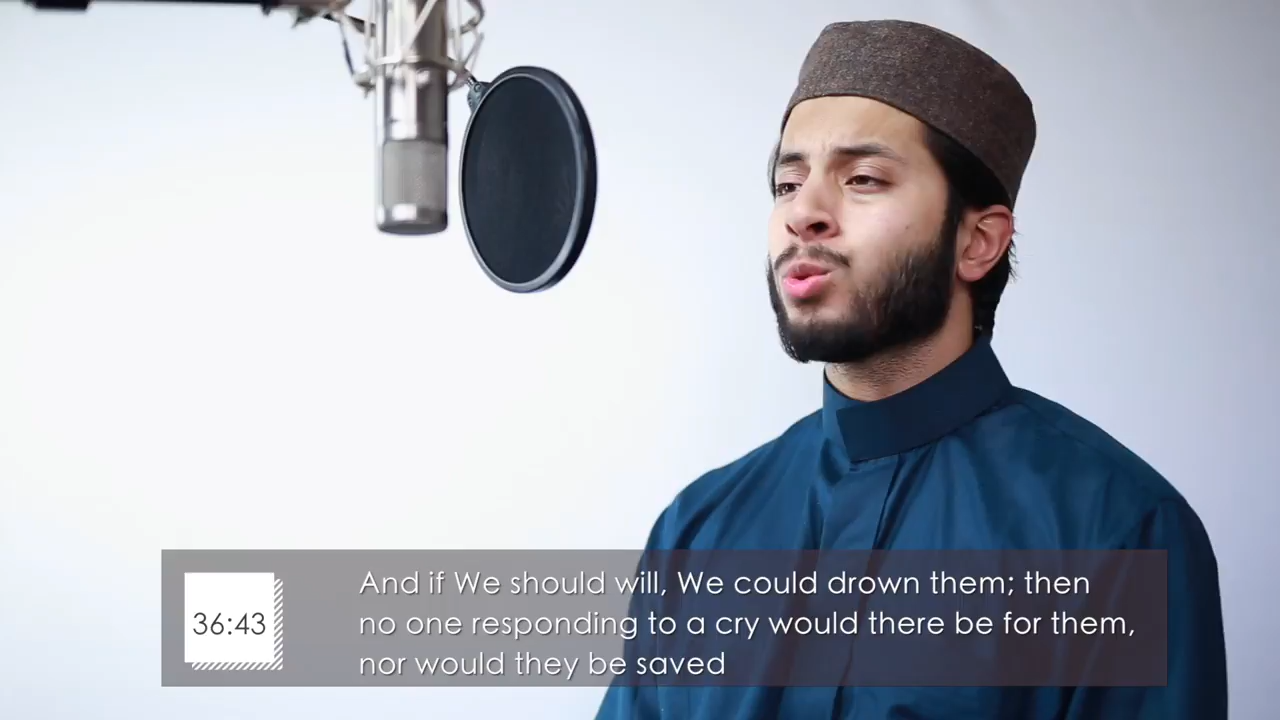 36:43
And if We should will, We could drown them; then
no one responding to a cry would there be for them,
nor would they be saved